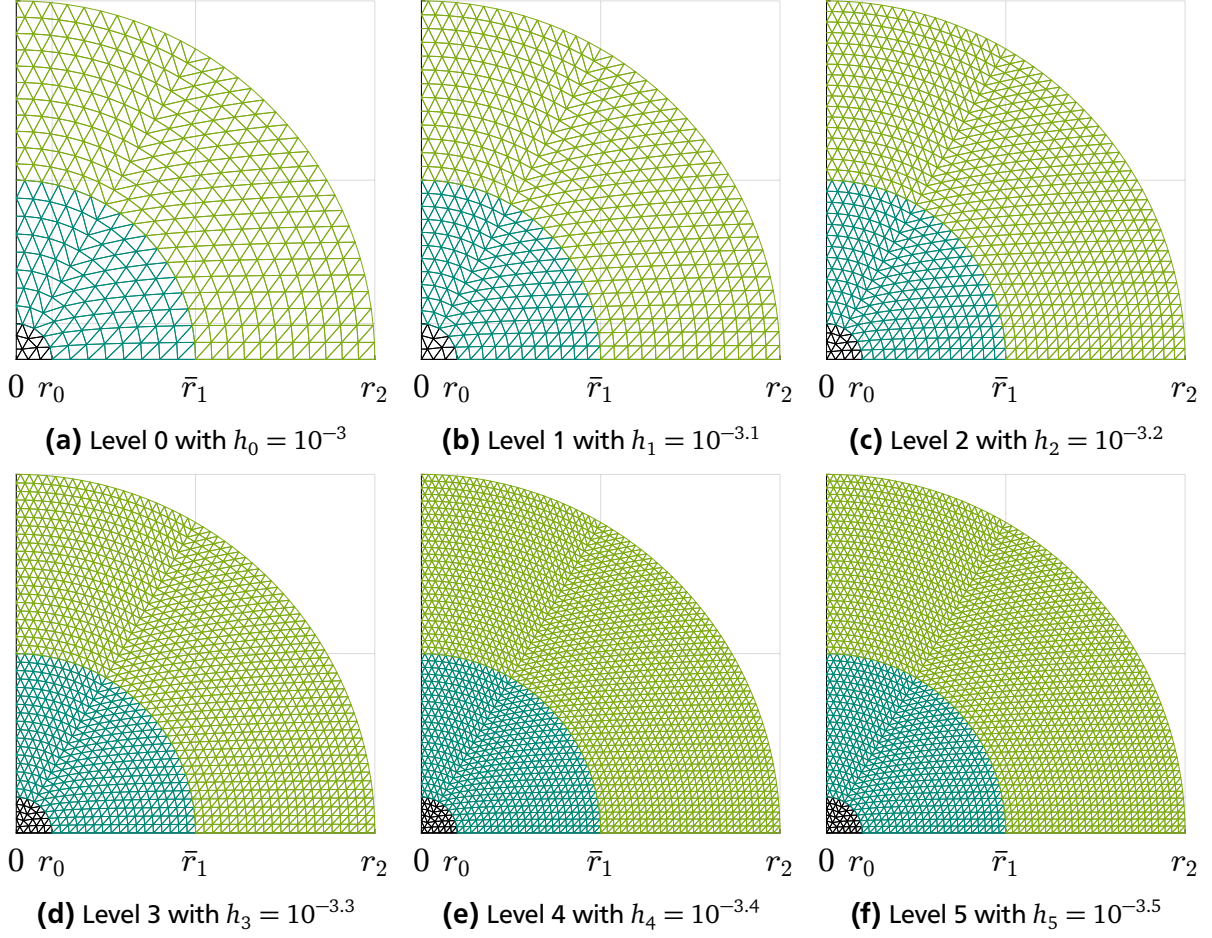 0 r₀ r̄₁ r₂ 0 r₀ r̄₁ r₂ 0 r₀ r̄₁ r₂
(a) Level 0 with h₀ = 10⁻³ (b) Level 1 with h₁ = 10⁻³·¹ (c) Level 2 with h₂ = 10⁻³·²
0 r₀ r̄₁ r₂ 0 r₀ r̄₁ r₂ 0 r₀ r̄₁ r₂
(d) Level 3 with h₃ = 10⁻³·³ (e) Level 4 with h₄ = 10⁻³·⁴ (f) Level 5 with h₅ = 10⁻³·⁵